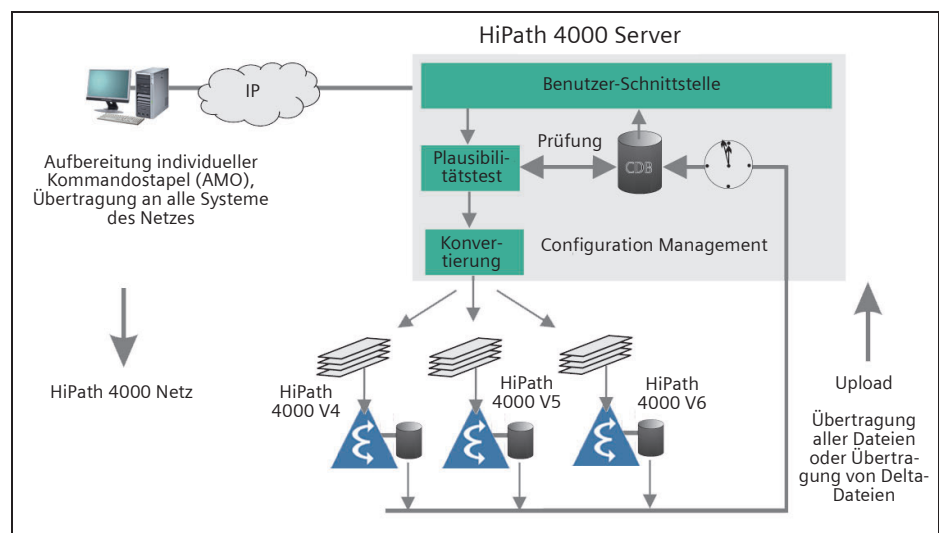 HiPath 4000 Server
IP
Benutzer-Schnittstelle
Aufbereitung individueller
Kommandostapel (AMO),
Übertragung an alle Systeme
des Netzes
Plausibili-
tätstest
Prüfung
CDB
Konver-
tierung
Configuration Management
HiPath 4000 Netz
HiPath
4000 V4
HiPath
4000 V5
HiPath
4000 V6
Upload
Übertragung
aller Dateien
oder Übertra-
gung von Delta-
Dateien